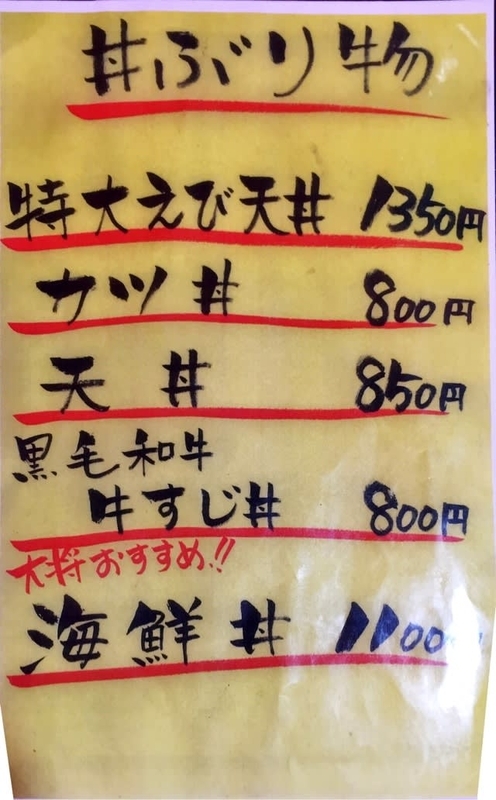 丼ぶり物
特大えび天丼 1350円
カツ丼 800円
天丼 850円
黒毛和牛
牛すじ丼 800円
大将おすすめ!!
海鮮丼 1100